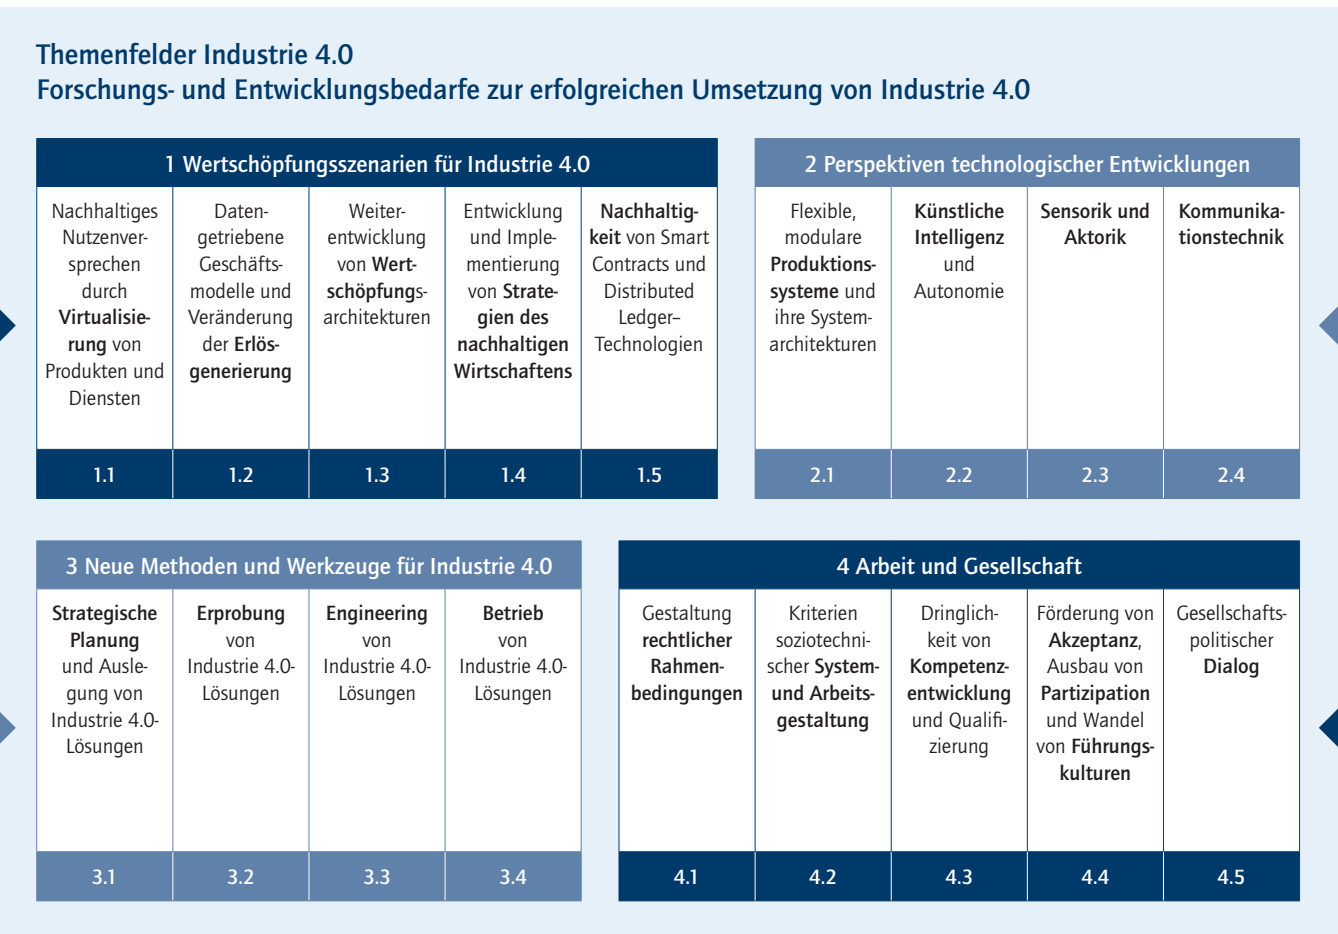 Themenfelder Industrie 4.0
Forschungs- und Entwicklungsbedarfe zur erfolgreichen Umsetzung von Industrie 4.0
1 Wertschöpfungsszenarien für Industrie 4.0
Nachhaltiges
Nutzenver-
sprechen
durch
Virtualisie-
rung von
Produkten und
Diensten
1.1
Daten-
getriebene
Geschäfts-
modelle und
Veränderung
der Erlös-
generierung
1.2
Weiter-
entwicklung
von Wert-
schöpfungs-
architekturen
1.3
Entwicklung
und Imple-
mentierung
von Strate-
gien des
nachhaltigen
Wirtschaftens
1.4
Nachhaltig-
keit von Smart
Contracts und
Distributed
Ledger–
Technologien
1.5
2 Perspektiven technologischer Entwicklungen
Flexible,
modulare
Produktions-
systeme und
ihre System-
architekturen
2.1
Künstliche
Intelligenz
und
Autonomie
2.2
Sensorik und
Aktorik
2.3
Kommunika-
tionstechnik
2.4
3 Neue Methoden und Werkzeuge für Industrie 4.0
Strategische
Planung
und Ausle-
gung von
Industrie 4.0-
Lösungen
3.1
Erprobung
von
Industrie 4.0-
Lösungen
3.2
Engineering
von
Industrie 4.0-
Lösungen
3.3
Betrieb
von
Industrie 4.0-
Lösungen
3.4
4 Arbeit und Gesellschaft
Gestaltung
rechtlicher
Rahmen-
bedingungen
4.1
Kriterien
soziotechni-
scher System-
und Arbeits-
gestaltung
4.2
Dringlich-
keit von
Kompetenz-
entwicklung
und Qualifi-
zierung
4.3
Förderung von
Akzeptanz,
Ausbau von
Partizipation
und Wandel
von Führungs-
kulturen
4.4
Gesellschafts-
politischer
Dialog
4.5